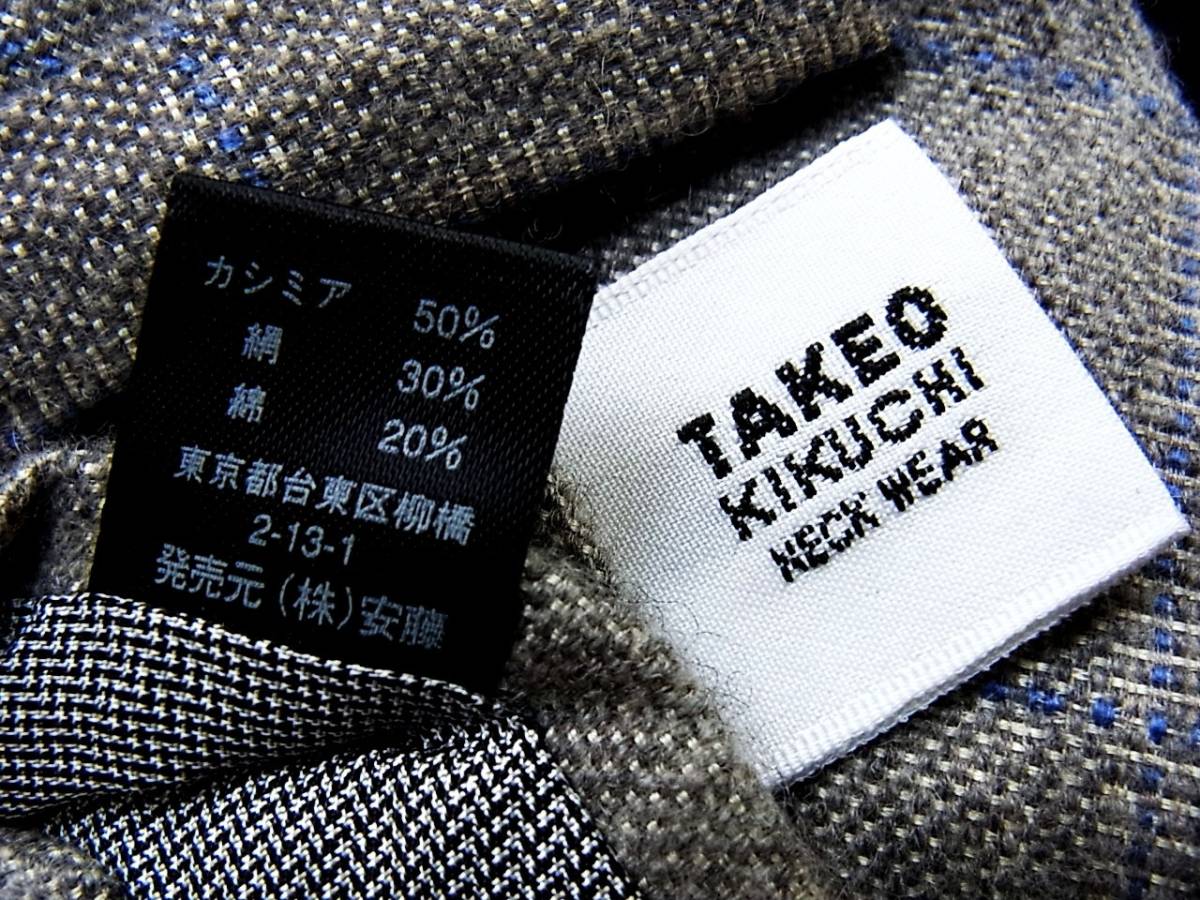 カシミア 50%
絹 30%
綿 20%
東京都台東区柳橋
2-13-1
発売元 (株)安藤
TAKEO
KIKUCHI
NECK WEAR